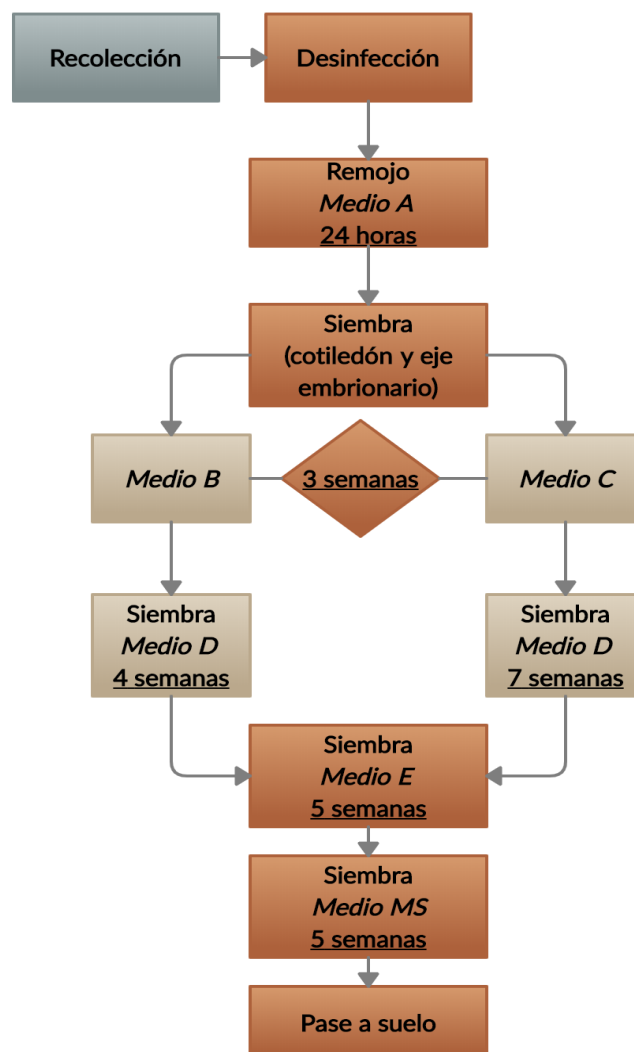 Recolección
Desinfección
Remojo
Medio A
24 horas
Siembra
(cotiledón y eje
embrionario)
Medio B
3 semanas
Medio C
Siembra
Medio D
4 semanas
Siembra
Medio D
7 semanas
Siembra
Medio E
5 semanas
Siembra
Medio MS
5 semanas
Pase a suelo